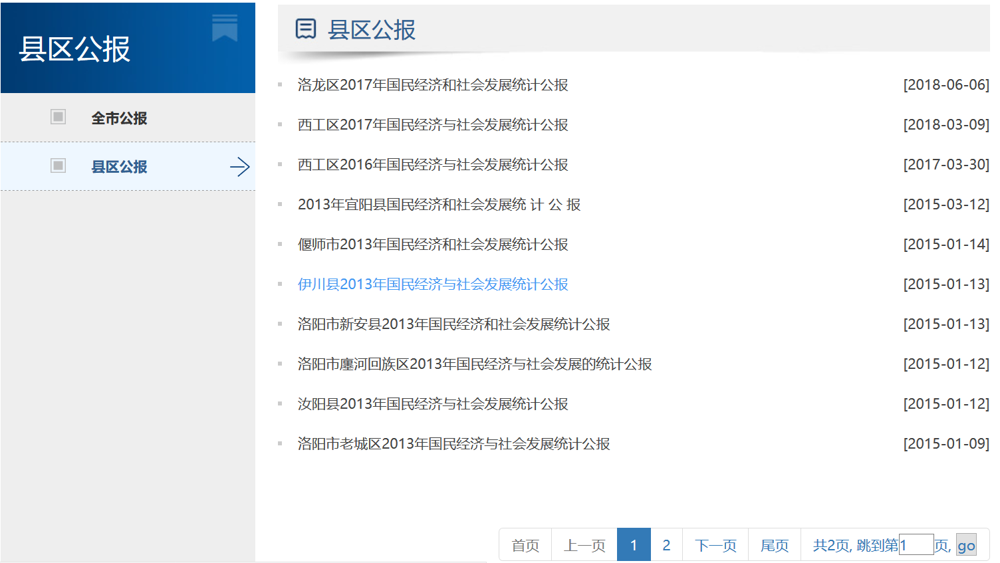 县区公报
全市公报
县区公报
县区公报
洛龙区2017年国民经济和社会发展统计公报 [2018-06-06]
西工区2017年国民经济与社会发展统计公报 [2018-03-09]
西工区2016年国民经济与社会发展统计公报 [2017-03-30]
2013年宜阳县国民经济和社会发展统 计 公 报 [2015-03-12]
偃师市2013年国民经济和社会发展统计公报 [2015-01-14]
伊川县2013年国民经济与社会发展统计公报 [2015-01-13]
洛阳市新安县2013年国民经济和社会发展统计公报 [2015-01-13]
洛阳市廛河回族区2013年国民经济与社会发展的统计公报 [2015-01-12]
汝阳县2013年国民经济与社会发展统计公报 [2015-01-12]
洛阳市老城区2013年国民经济与社会发展统计公报 [2015-01-09]
首页 上一页 1 2 下一页 尾页 共2页, 跳到第1页, go